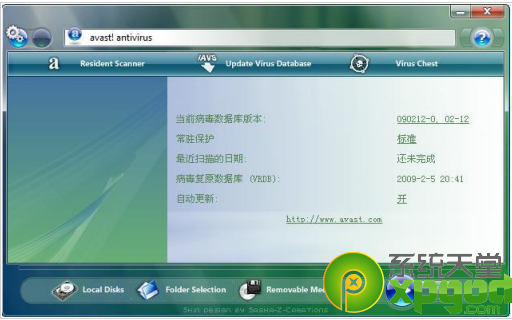 avast! antivirus
a Resident Scanner
iAVS Update Virus Database
Virus Chest
当前病毒数据库版本: 090212-0, 02-12
常驻保护 标准
最近扫描的日期: 还未完成
病毒复原数据库 (VRDB): 2009-2-5 20:41
自动更新: 开
http://www.avast.com
Local Disks
Folder Selection
Removable Me
系统天堂
xpgod.com
Skin design by Sasha-Z-Creations